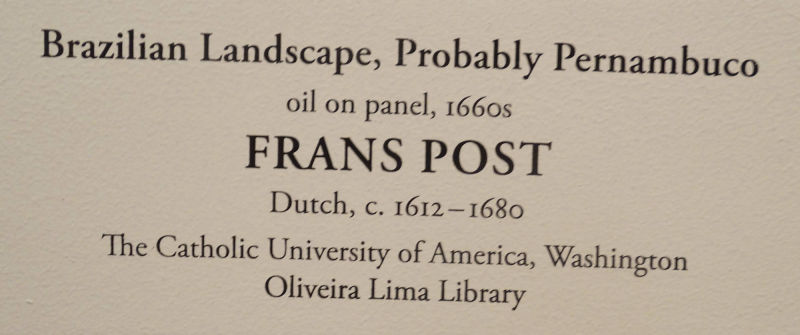 Brazilian Landscape, Probably Pernambuco
oil on panel, 1660s
FRANS POST
Dutch, c. 1612–1680
The Catholic University of America, Washington
Oliveira Lima Library